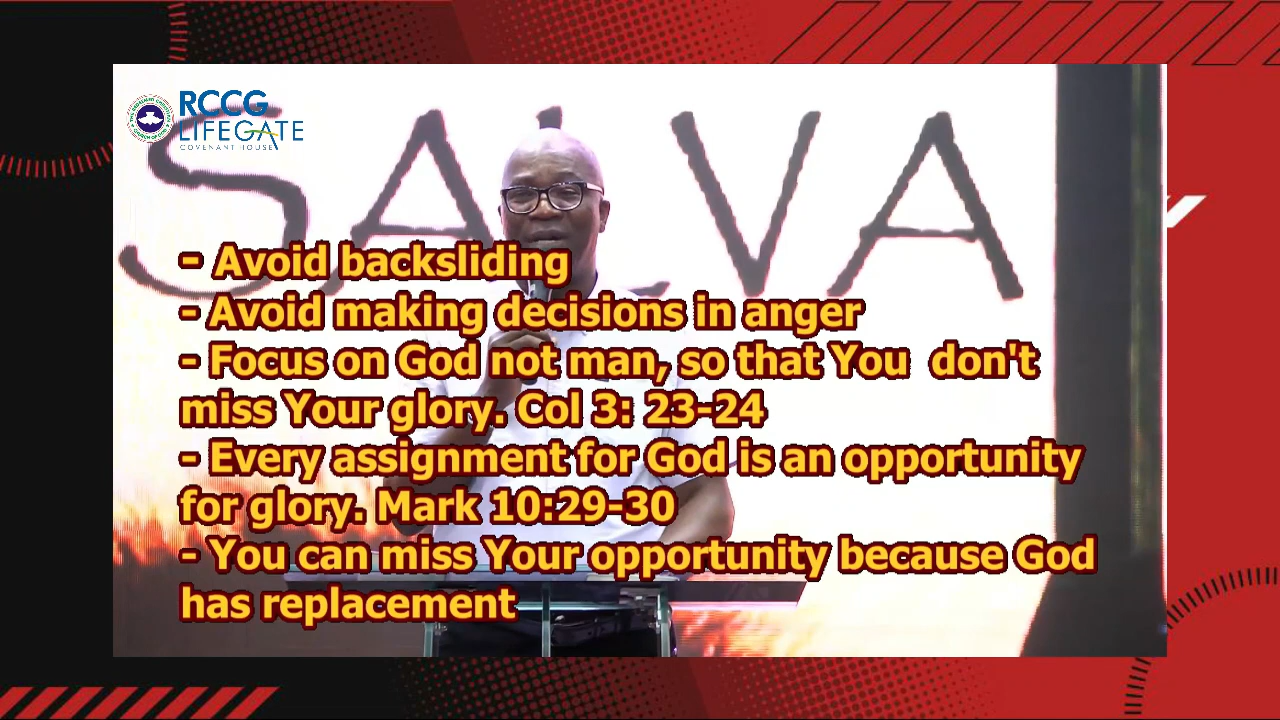 RCCG
LIFEGATE
COVENANT HOUSE
SALVA
- Avoid backsliding
- Avoid making decisions in anger
- Focus on God not man, so that You  don't
miss Your glory. Col 3: 23-24
- Every assignment for God is an opportunity
for glory. Mark 10:29-30
- You can miss Your opportunity because God
has replacement